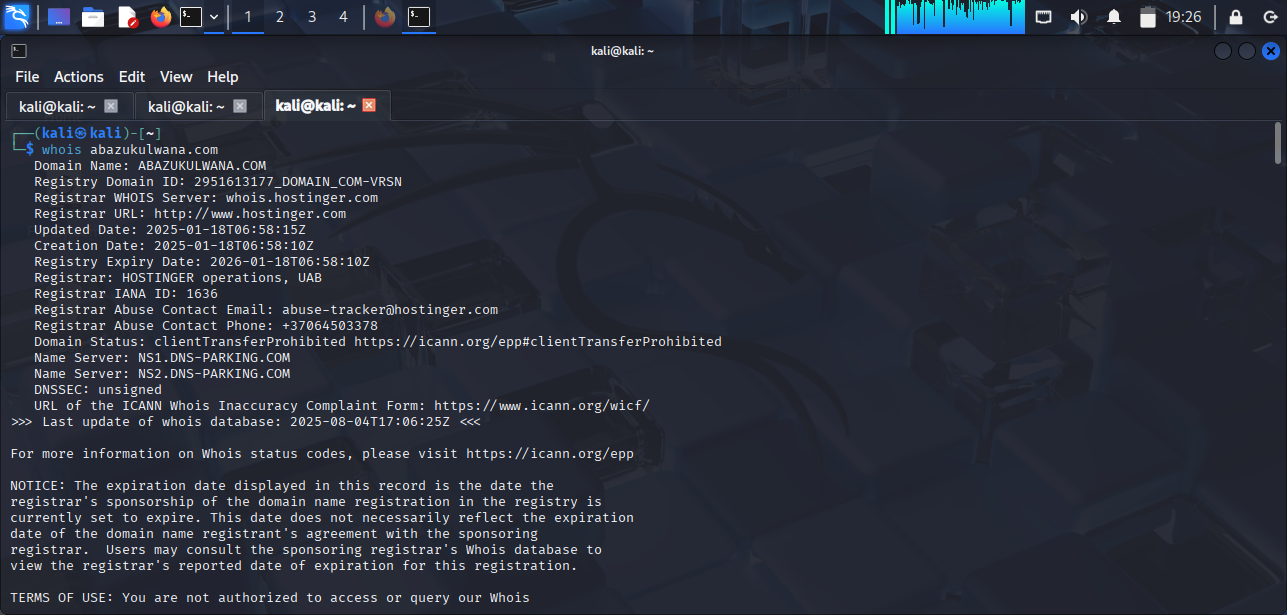 1 2 3 4 19:26
kali@kali: ~
File Actions Edit View Help
kali@kali: ~ kali@kali: ~ kali@kali: ~
┌──(kali㉿kali)-[~]
└─$ whois abazukulwana.com
Domain Name: ABAZUKULWANA.COM
Registry Domain ID: 2951613177_DOMAIN_COM-VRSN
Registrar WHOIS Server: whois.hostinger.com
Registrar URL: http://www.hostinger.com
Updated Date: 2025-01-18T06:58:15Z
Creation Date: 2025-01-18T06:58:10Z
Registry Expiry Date: 2026-01-18T06:58:10Z
Registrar: HOSTINGER operations, UAB
Registrar IANA ID: 1636
Registrar Abuse Contact Email: abuse-tracker@hostinger.com
Registrar Abuse Contact Phone: +37064503378
Domain Status: clientTransferProhibited https://icann.org/epp#clientTransferProhibited
Name Server: NS1.DNS-PARKING.COM
Name Server: NS2.DNS-PARKING.COM
DNSSEC: unsigned
URL of the ICANN Whois Inaccuracy Complaint Form: https://www.icann.org/wicf/
>>> Last update of whois database: 2025-08-04T17:06:25Z <<<
For more information on Whois status codes, please visit https://icann.org/epp
NOTICE: The expiration date displayed in this record is the date the
registrar's sponsorship of the domain name registration in the registry is
currently set to expire. This date does not necessarily reflect the expiration
date of the domain name registrant's agreement with the sponsoring
registrar.  Users may consult the sponsoring registrar's Whois database to
view the registrar's reported date of expiration for this registration.
TERMS OF USE: You are not authorized to access or query our Whois